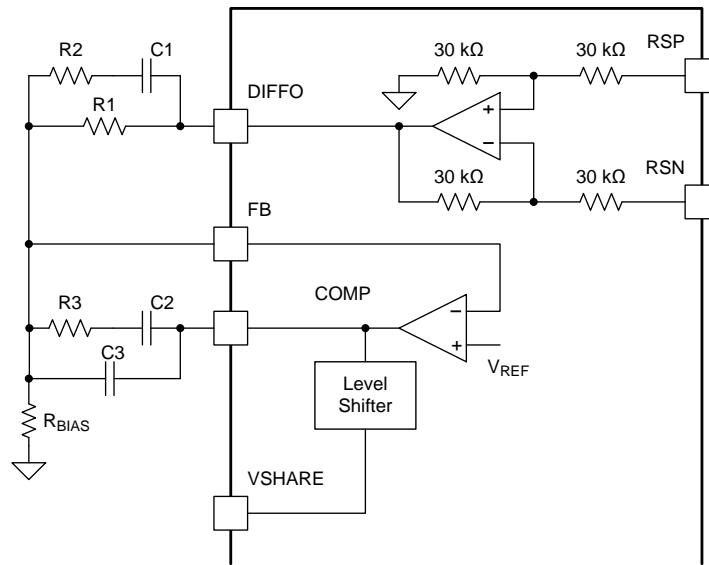 R2
C1
30 kΩ
30 kΩ
RSP
R1
DIFFO
+
−
30 kΩ
30 kΩ
RSN
FB
R3
C2
COMP
−
+
VREF
C3
Level
Shifter
RBIAS
VSHARE